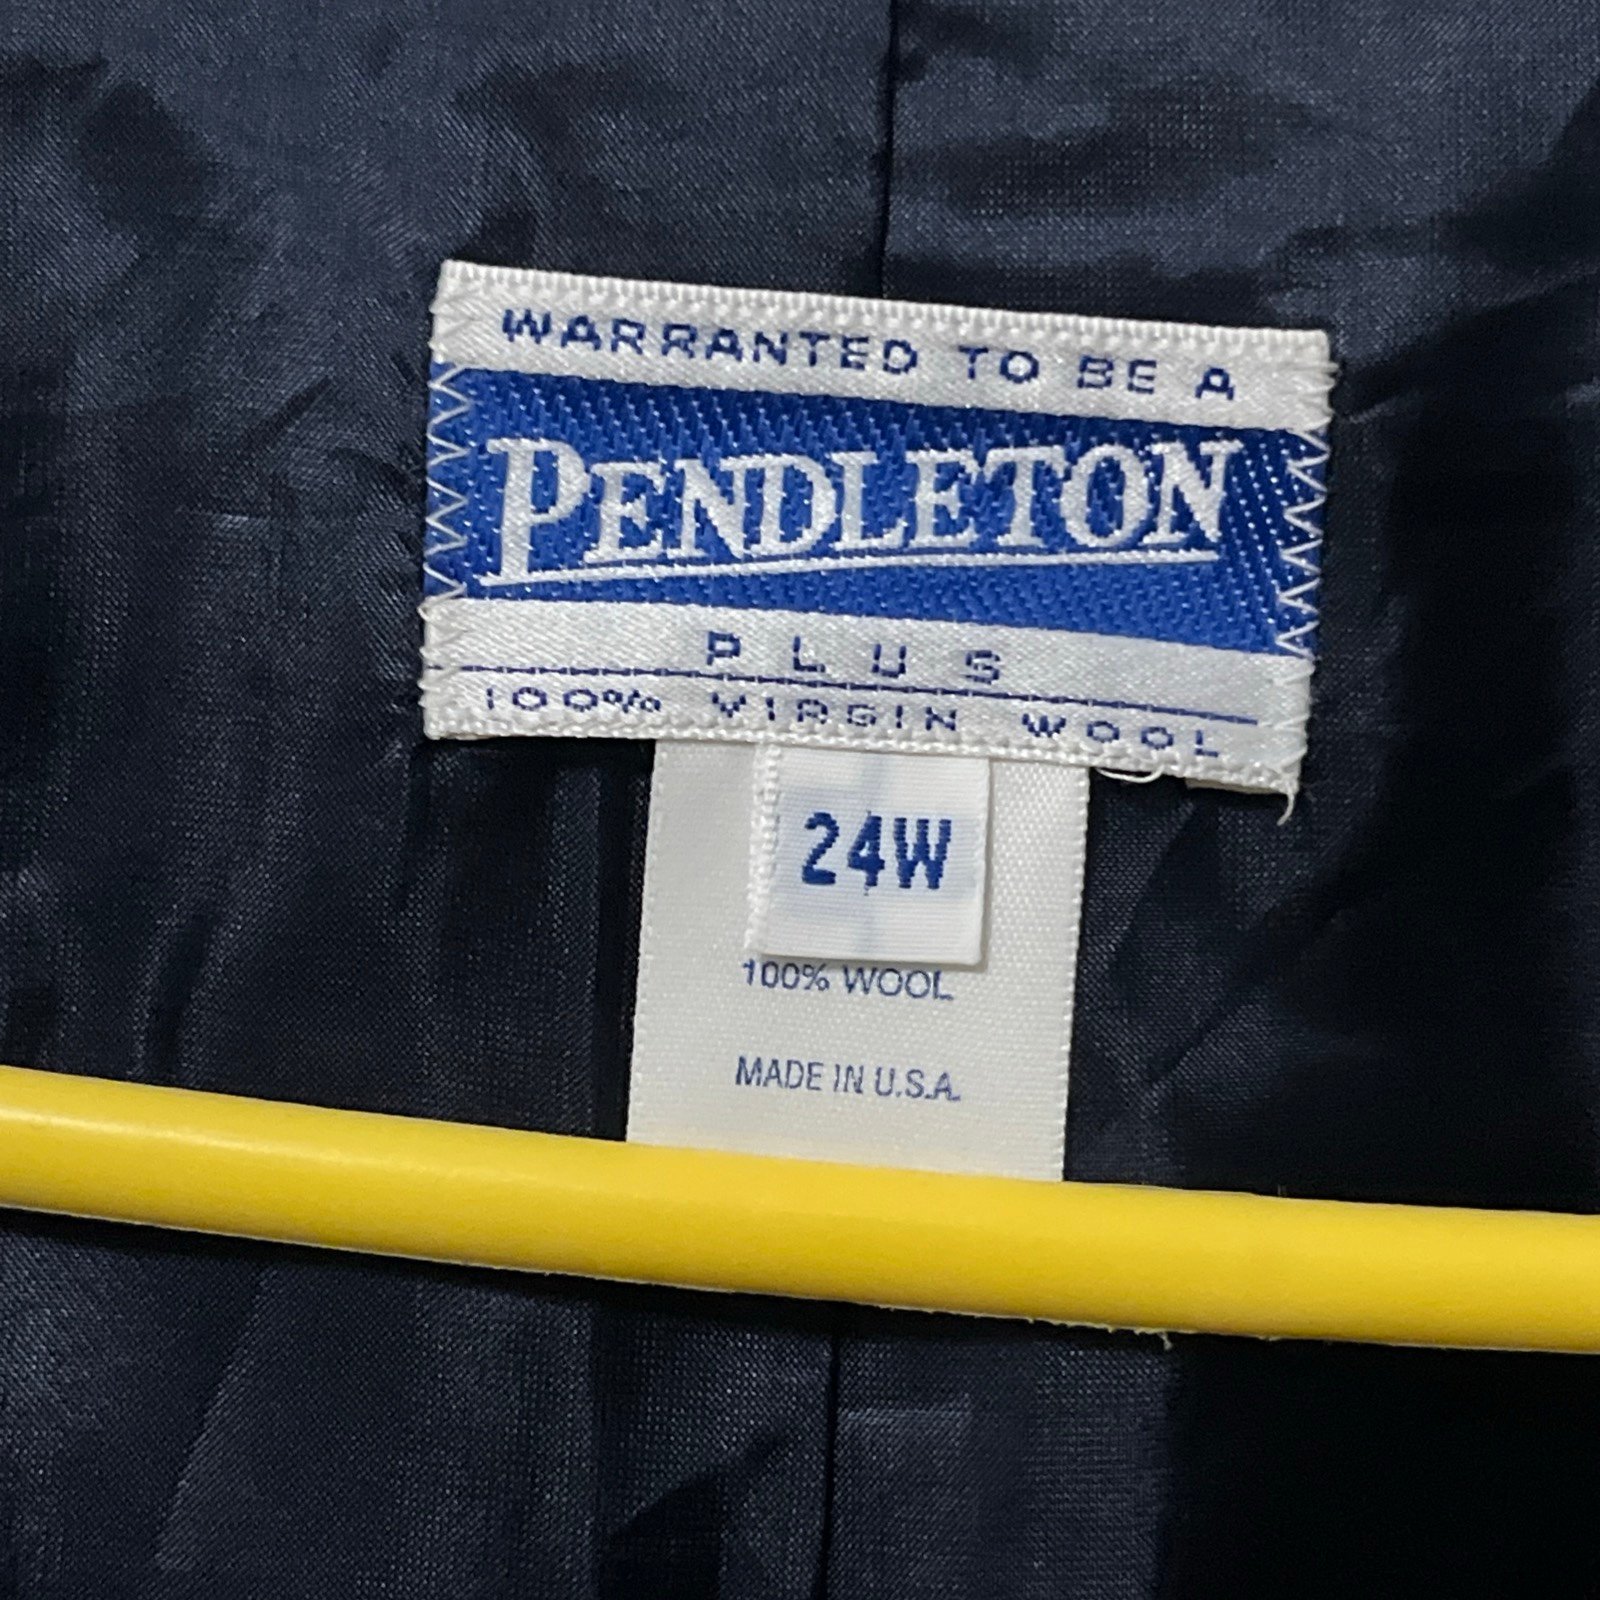 WARRANTED TO BE A
PENDLETON
PLUS
100% VIRGIN WOOL
24W
100% WOOL
MADE IN U.S.A.